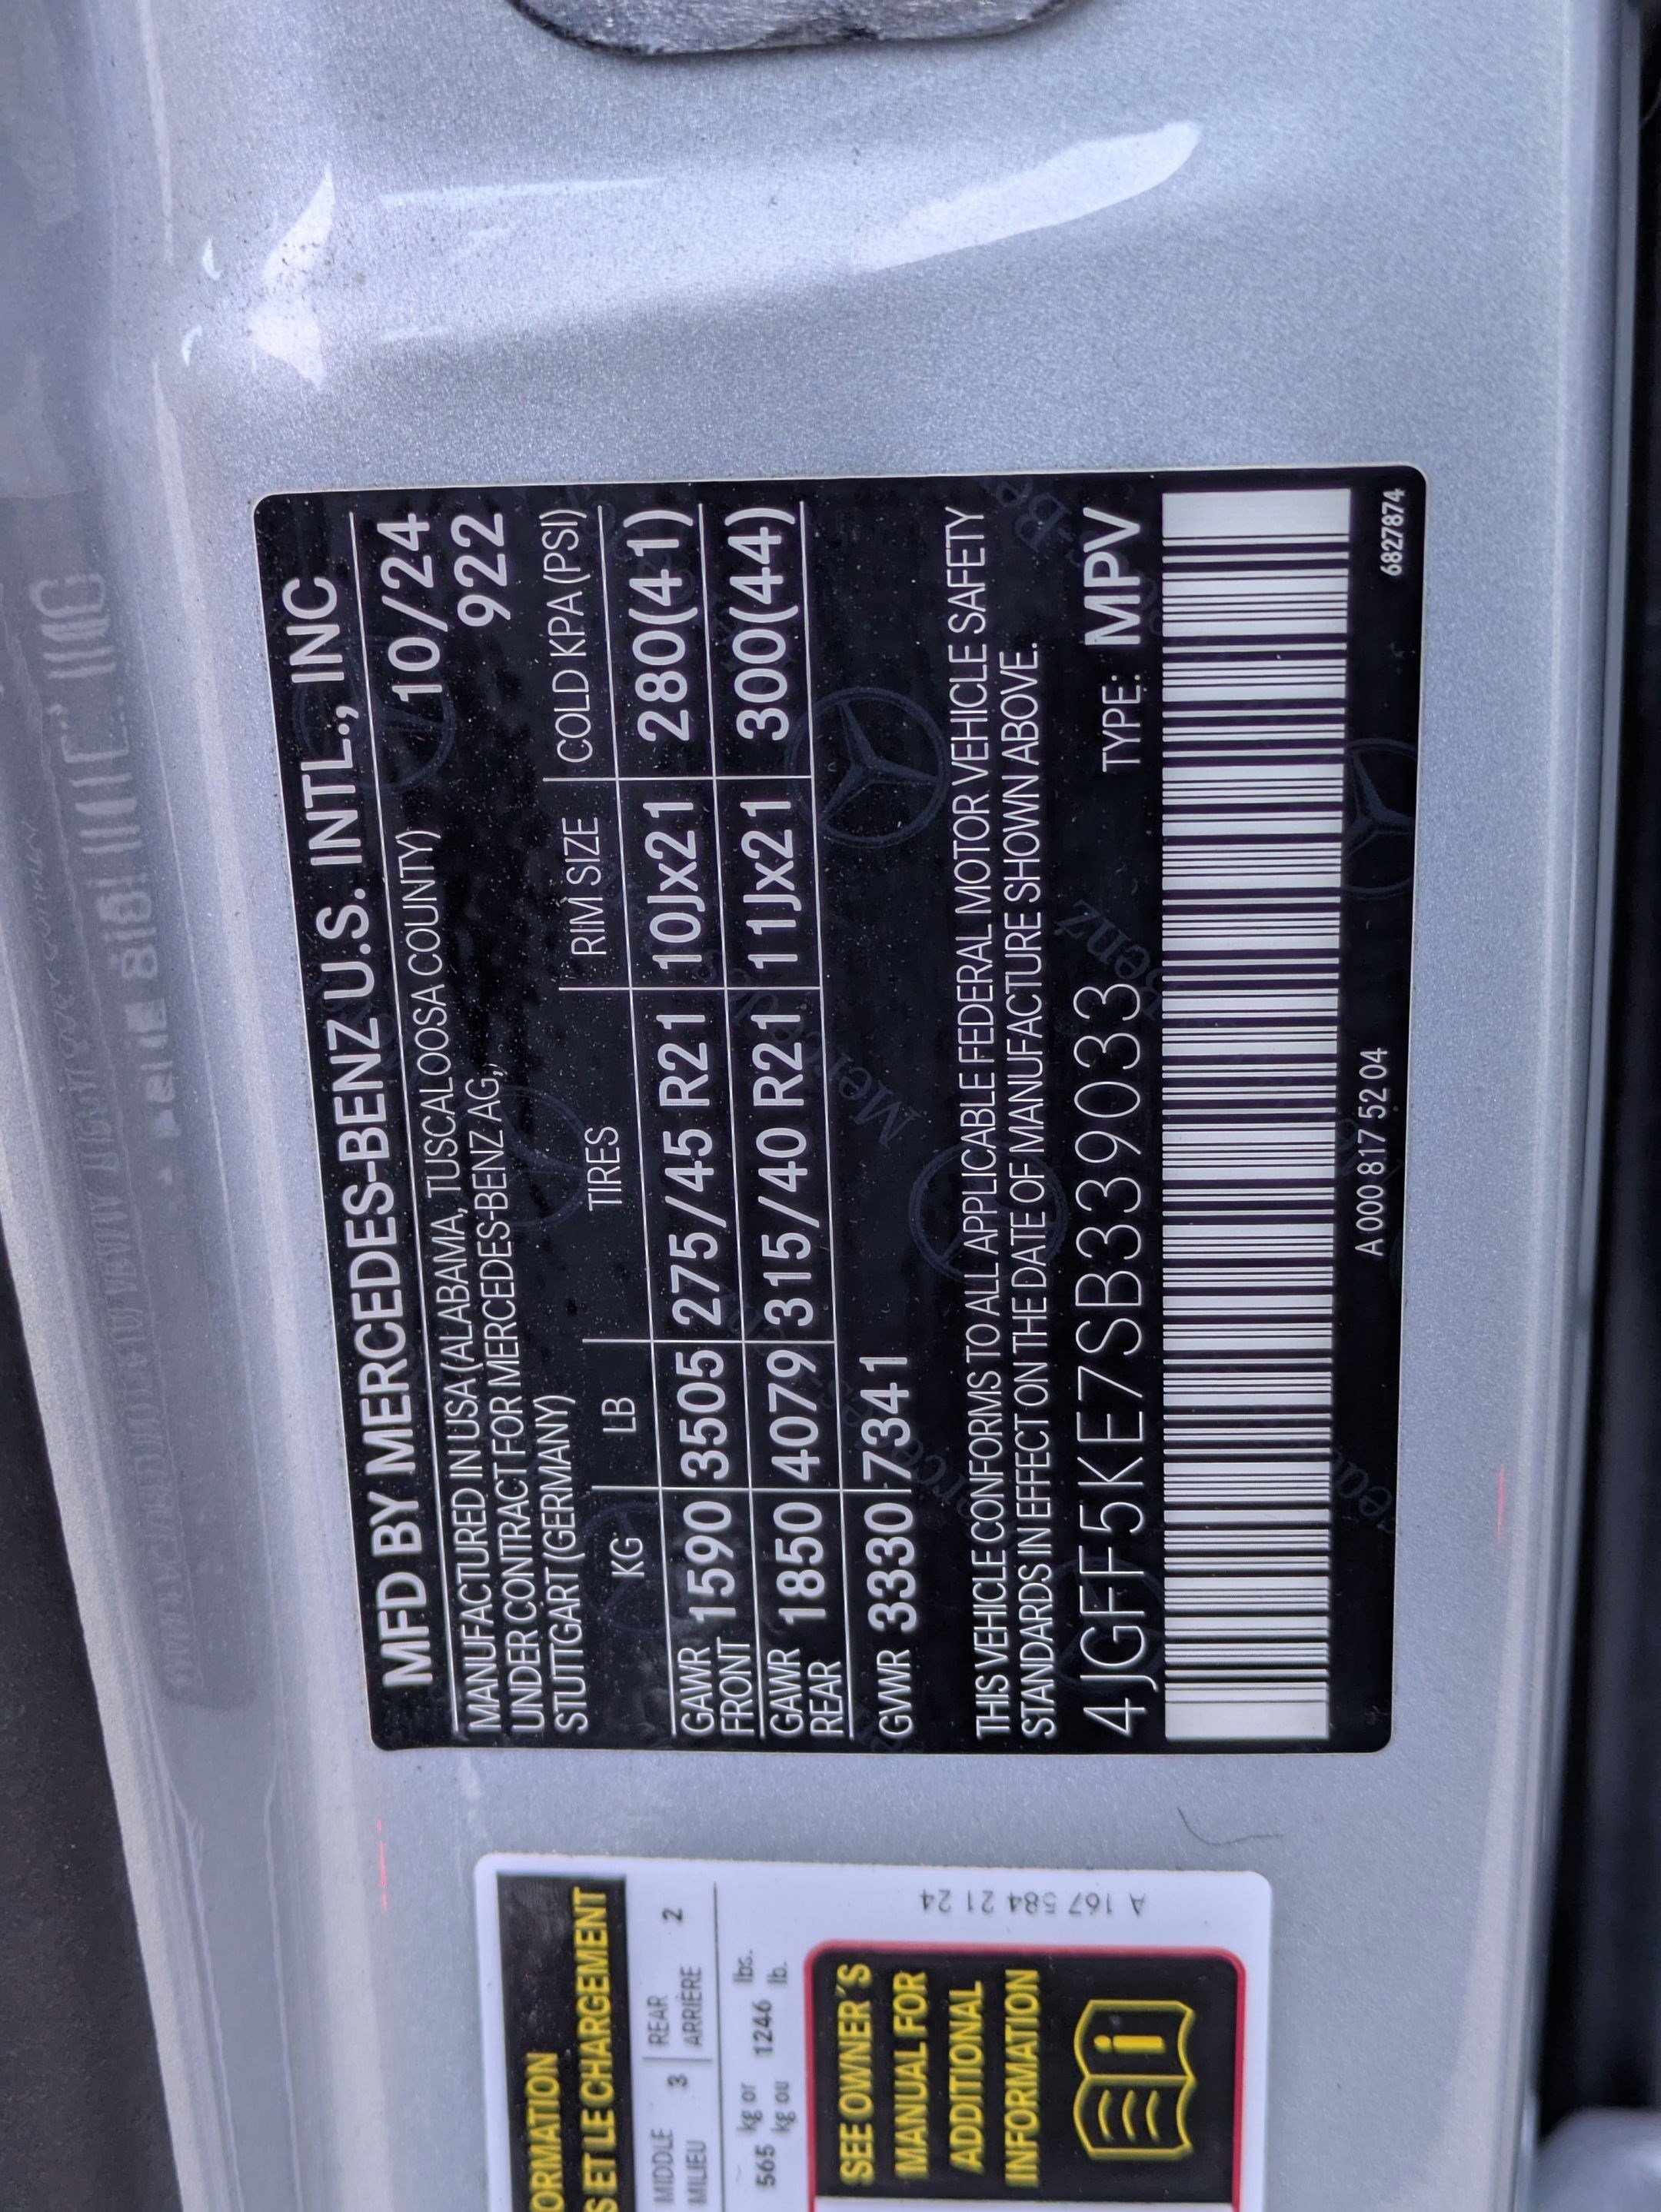 MFD BY MERCEDES-BENZ U.S. INTL., INC
MANUFACTURED IN USA (ALABAMA, TUSCALOOSA COUNTY) 10/24
UNDER CONTRACT FOR MERCEDES-BENZ AG, 922
STUTTGART (GERMANY)
KG LB TIRES RIM SIZE COLD KPA (PSI)
GAWR FRONT 1590 3505 275/45 R21 10Jx21 280(41)
GAWR REAR 1850 4079 315/40 R21 11Jx21 300(44)
GVWR 3330 7341
THIS VEHICLE CONFORMS TO ALL APPLICABLE FEDERAL MOTOR VEHICLE SAFETY
STANDARDS IN EFFECT ON THE DATE OF MANUFACTURE SHOWN ABOVE.
4JGFF5KE7SB339033 TYPE: MPV
A 000 817 52 04
6827874
ORMATION
S ET LE CHARGEMENT
MIDDLE 3 REAR 2
MILIEU ARRIÈRE
565 kg or 1246 lbs.
kg ou lb.
SEE OWNER'S
MANUAL FOR
ADDITIONAL
INFORMATION
A 167 584 21 24